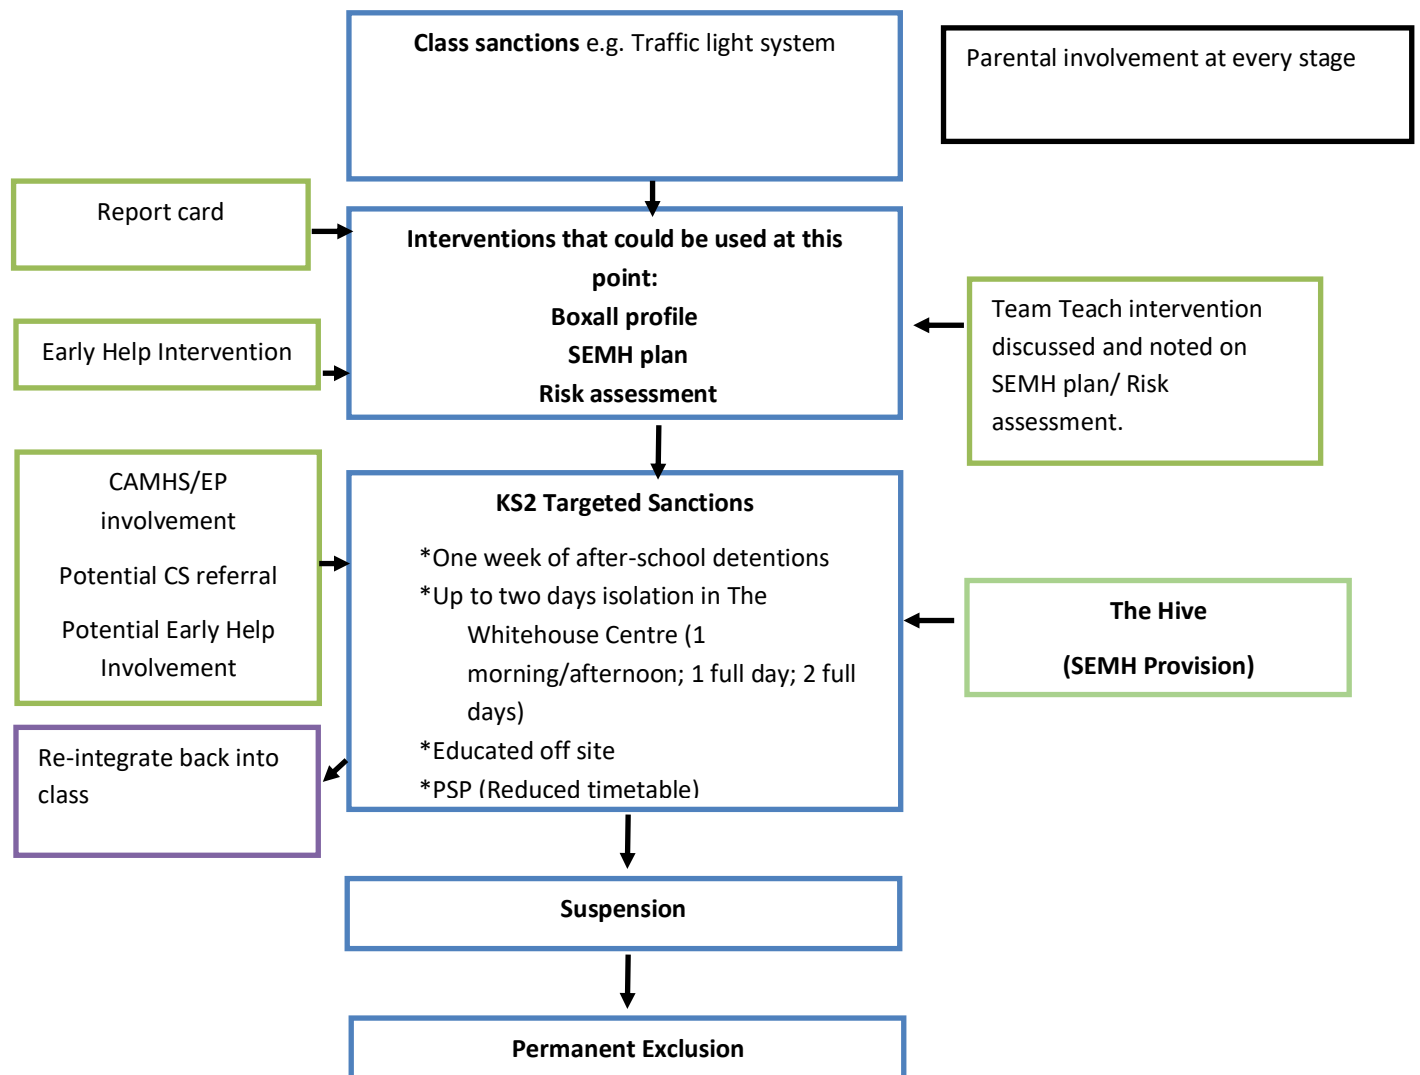 Class sanctions e.g. Traffic light system
Parental involvement at every stage
Report card
Interventions that could be used at this
point:
Boxall profile
SEMH plan
Risk assessment
Early Help Intervention
Team Teach intervention
discussed and noted on
SEMH plan/ Risk
assessment.
CAMHS/EP
involvement
Potential CS referral
Potential Early Help
Involvement
KS2 Targeted Sanctions
*One week of after-school detentions
*Up to two days isolation in The
Whitehouse Centre (1
morning/afternoon; 1 full day; 2 full
days)
*Educated off site
*PSP (Reduced timetable)
The Hive
(SEMH Provision)
Re-integrate back into
class
Suspension
Permanent Exclusion